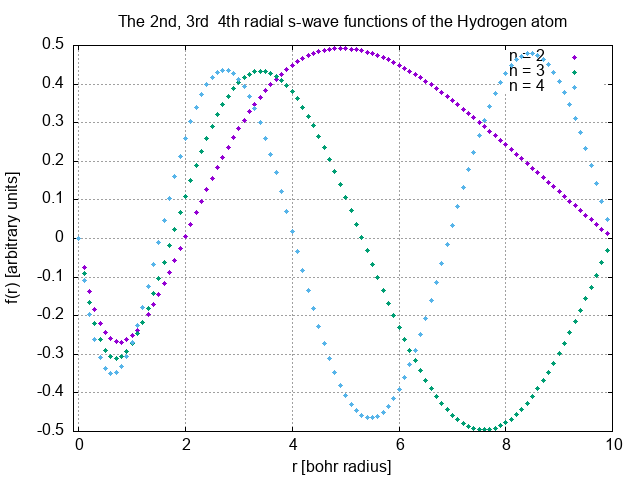 The 2nd, 3rd  4th radial s-wave functions of the Hydrogen atom
0.5
0.4
0.3
0.2
0.1
0
-0.1
-0.2
-0.3
-0.4
-0.5
f(r) [arbitrary units]
n = 2
n = 3
n = 4
0 2 4 6 8 10
r [bohr radius]